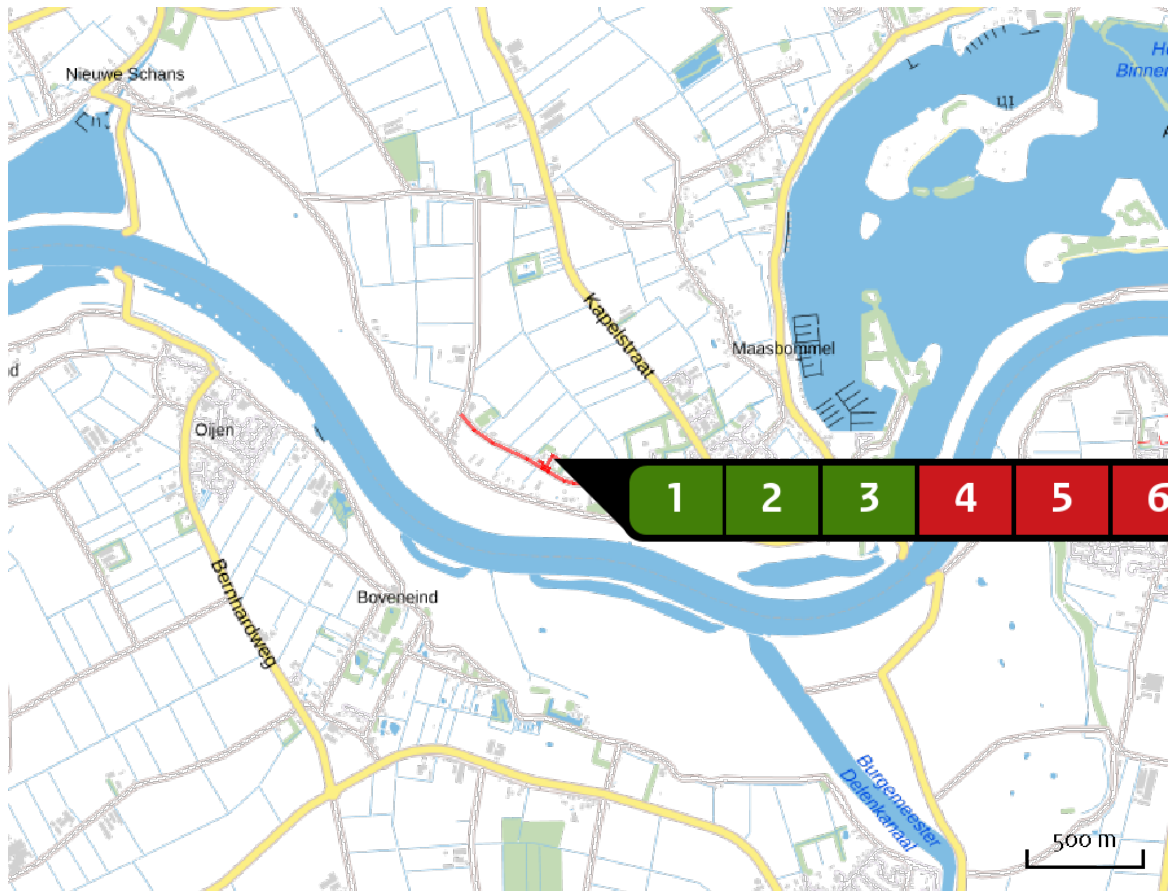 Nieuwe Schans
Kapelstraat
Maasbommel
Oijen
1 2 3 4 5 6
Bernhardweg
Boveneind
Burgemeester
Delenkanaal
500 m